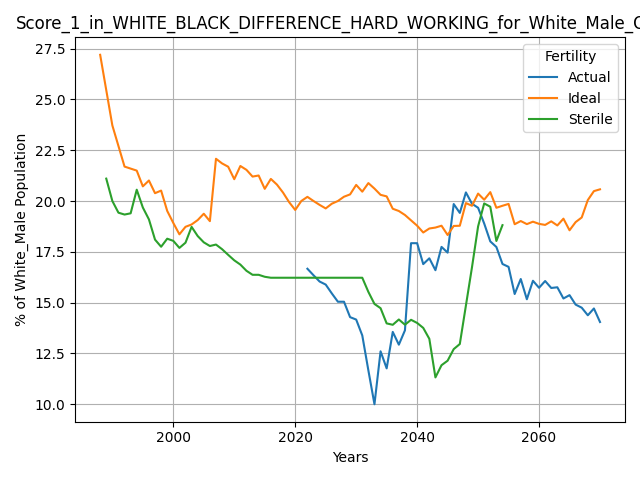 Score_1_in_WHITE_BLACK_DIFFERENCE_HARD_WORKING_for_White_Male_
Fertility
Actual
Ideal
Sterile
% of White_Male Population
27.5
25.0
22.5
20.0
17.5
15.0
12.5
10.0
2000
2020
2040
2060
Years